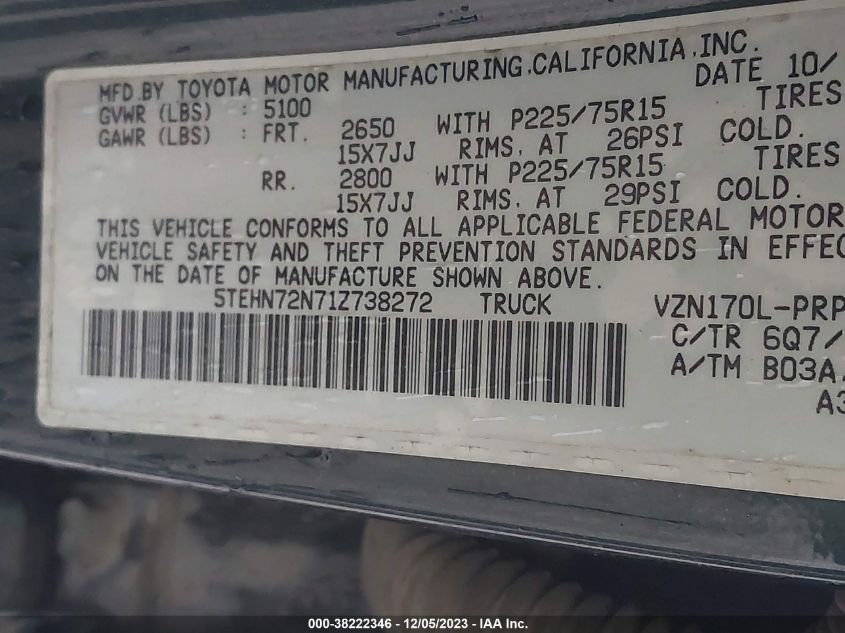 MFD.BY TOYOTA MOTOR MANUFACTURING,CALIFORNIA,INC.
DATE 10/
GVWR (LBS) : 5100
GAWR (LBS) : FRT. 2650 WITH P225/75R15 TIRES
15X7JJ RIMS, AT 26PSI COLD.
RR. 2800 WITH P225/75R15 TIRES
15X7JJ RIMS, AT 29PSI COLD.
THIS VEHICLE CONFORMS TO ALL APPLICABLE FEDERAL MOTOR
VEHICLE SAFETY AND THEFT PREVENTION STANDARDS IN EFFEC
ON THE DATE OF MANUFACTURE SHOWN ABOVE.
5TEHN72N71Z738272 TRUCK VZN170L-PRP
C/TR 6Q7/
A/TM B03A
A3
000-38222346 - 12/05/2023 - IAA Inc.